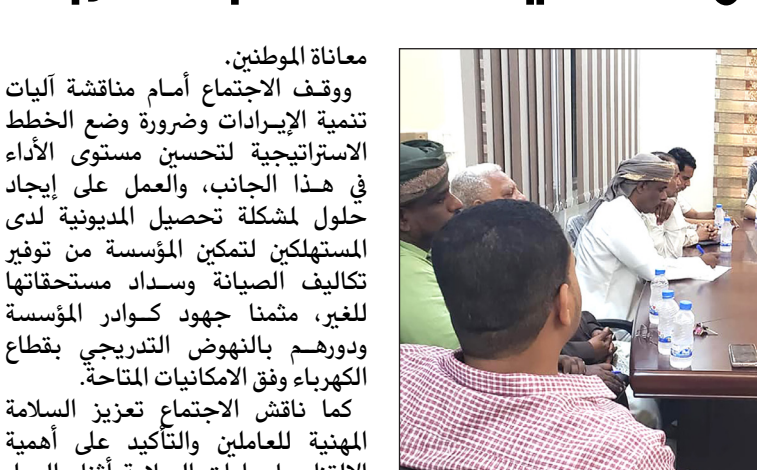 معاناة الموطنين.
ووقف الاجتماع أمام مناقشة آليات
تنمية الإيرادات وضرورة وضع الخطط
الاستراتيجية لتحسين مستوى الأداء
في هذا الجانب، والعمل على إيجاد
حلول لمشكلة تحصيل المديونية لدى
المستهلكين لتمكين المؤسسة من توفير
تكاليف الصيانة وسداد مستحقاتها
للغير، مثمنا جهود كوادر المؤسسة
ودورهم بالنهوض التدريجي بقطاع
الكهرباء وفق الامكانيات المتاحة.
كما ناقش الاجتماع تعزيز السلامة
المهنية للعاملين والتأكيد على أهمية